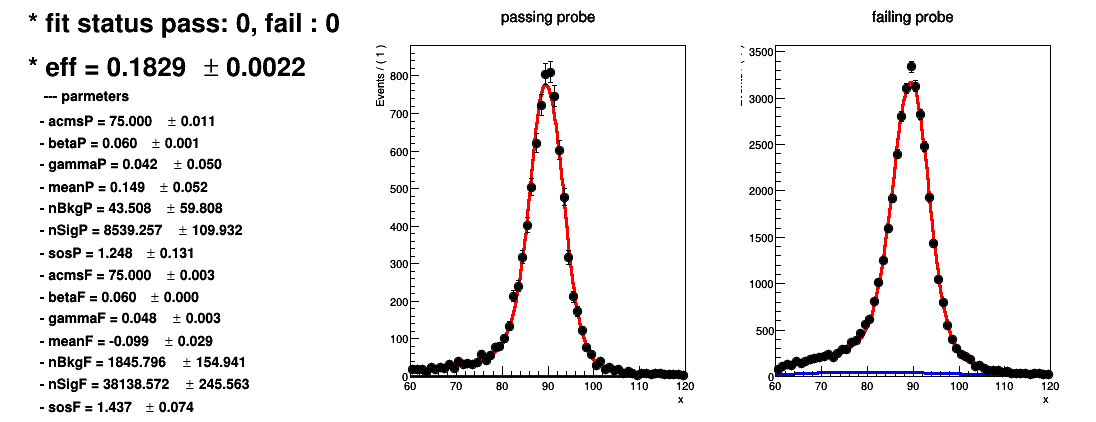 * fit status pass: 0, fail : 0
* eff = 0.1829 ± 0.0022
--- parmeters
- acmsP = 75.000 ± 0.011
- betaP = 0.060 ± 0.001
- gammaP = 0.042 ± 0.050
- meanP = 0.149 ± 0.052
- nBkgP = 43.508 ± 59.808
- nSigP = 8539.257 ± 109.932
- sosP = 1.248 ± 0.131
- acmsF = 75.000 ± 0.003
- betaF = 0.060 ± 0.000
- gammaF = 0.048 ± 0.003
- meanF = -0.099 ± 0.029
- nBkgF = 1845.796 ± 154.941
- nSigF = 38138.572 ± 245.563
- sosF = 1.437 ± 0.074
passing probe
Events / ( 1 )
800
700
600
500
400
300
200
100
0
60 70 80 90 100 110 120
x
failing probe
3500
3000
2500
2000
1500
1000
500
0
60 70 80 90 100 110 120
x